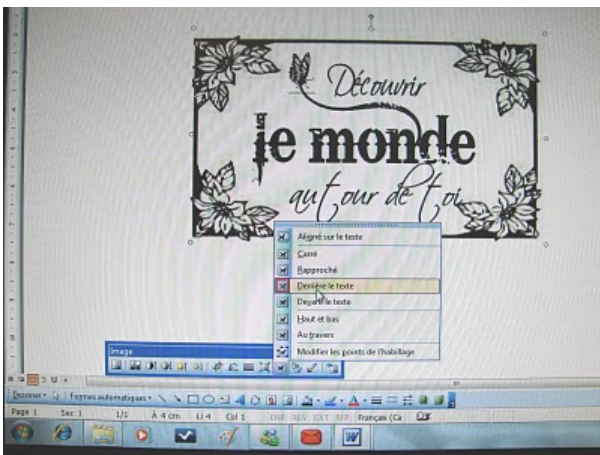 Découvrir
le monde
autour de toi
Aligné sur le texte
Carré
Rapproché
Derrière le texte
Devant le texte
Haut et bas
Au travers
Modifier les points de l'habillage
Image
Dessiner
Formes automatiques
Page 1 Sec 1 1/1 À 4 cm Li 4 Col 1 ENR REV EXT RFP Français (Ca